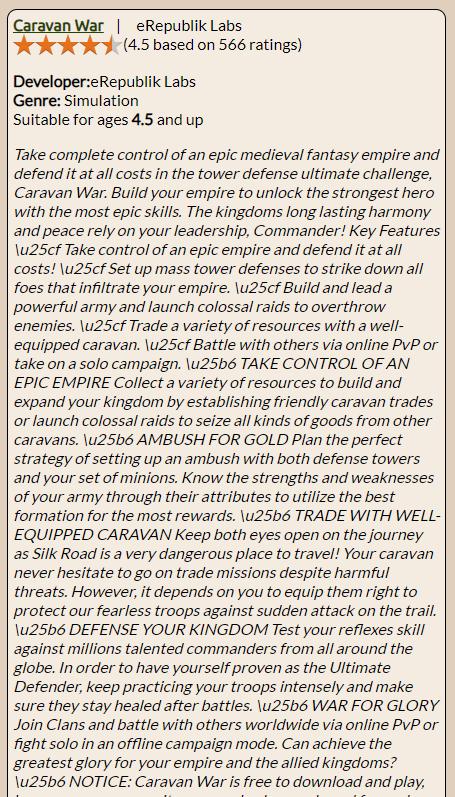 Caravan War | eRepublik Labs
(4.5 based on 566 ratings)
Developer:eRepublik Labs
Genre: Simulation
Suitable for ages 4.5 and up
Take complete control of an epic medieval fantasy empire and
defend it at all costs in the tower defense ultimate challenge,
Caravan War. Build your empire to unlock the strongest hero
with the most epic skills. The kingdoms long lasting harmony
and peace rely on your leadership, Commander! Key Features
\u25cf Take control of an epic empire and defend it at all
costs! \u25cf Set up mass tower defenses to strike down all
foes that infiltrate your empire. \u25cf Build and lead a
powerful army and launch colossal raids to overthrow
enemies. \u25cf Trade a variety of resources with a well-
equipped caravan. \u25cf Battle with others via online PvP or
take on a solo campaign. \u25b6 TAKE CONTROL OF AN
EPIC EMPIRE Collect a variety of resources to build and
expand your kingdom by establishing friendly caravan trades
or launch colossal raids to seize all kinds of goods from other
caravans. \u25b6 AMBUSH FOR GOLD Plan the perfect
strategy of setting up an ambush with both defense towers
and your set of minions. Know the strengths and weaknesses
of your army through their attributes to utilize the best
formation for the most rewards. \u25b6 TRADE WITH WELL-
EQUIPPED CARAVAN Keep both eyes open on the journey
as Silk Road is a very dangerous place to travel! Your caravan
never hesitate to go on trade missions despite harmful
threats. However, it depends on you to equip them right to
protect our fearless troops against sudden attack on the trail.
\u25b6 DEFENSE YOUR KINGDOM Test your reflexes skill
against millions talented commanders from all around the
globe. In order to have yourself proven as the Ultimate
Defender, keep practicing your troops intensely and make
sure they stay healed after battles. \u25b6 WAR FOR GLORY
Join Clans and battle with others worldwide via online PvP or
fight solo in an offline campaign mode. Can achieve the
greatest glory for your empire and the allied kingdoms?
\u25b6 NOTICE: Caravan War is free to download and play,